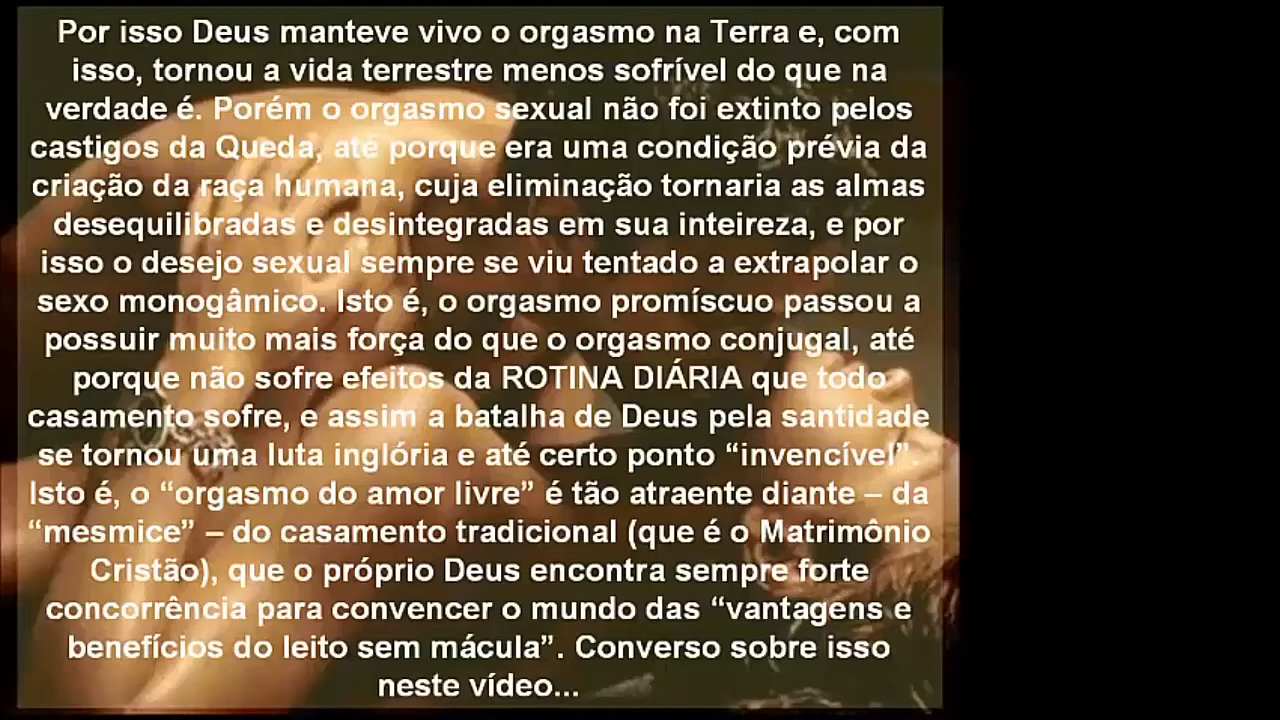 Por isso Deus manteve vivo o orgasmo na Terra e, com
isso, tornou a vida terrestre menos sofrível do que na
verdade é. Porém o orgasmo sexual não foi extinto pelos
castigos da Queda, até porque era uma condição prévia da
criação da raça humana, cuja eliminação tornaria as almas
desequilibradas e desintegradas em sua inteireza, e por
isso o desejo sexual sempre se viu tentado a extrapolar o
sexo monogâmico. Isto é, o orgasmo promíscuo passou a
possuir muito mais força do que o orgasmo conjugal, até
porque não sofre efeitos da ROTINA DIÁRIA que todo
casamento sofre, e assim a batalha de Deus pela santidade
se tornou uma luta inglória e até certo ponto “invencível”.
Isto é, o “orgasmo do amor livre” é tão atraente diante – da
“mesmice” – do casamento tradicional (que é o Matrimônio
Cristão), que o próprio Deus encontra sempre forte
concorrência para convencer o mundo das “vantagens e
benefícios do leito sem mácula”. Converso sobre isso
neste vídeo...